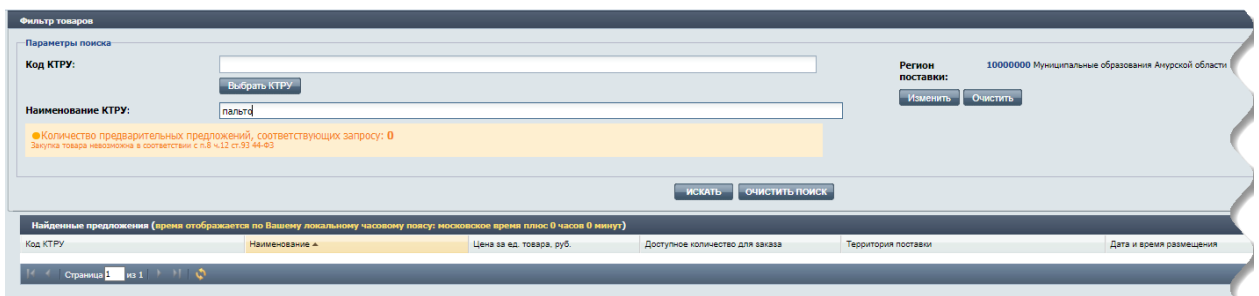 Фильтр товаров
Параметры поиска
Код КТРУ:
Выбрать КТРУ
Регион поставки:
10000000 Муниципальные образования Амурской области
Изменить Очистить
Наименование КТРУ:
пальто
Количество предварительных предложений, соответствующих запросу: 0
Закупка товара невозможна в соответствии с п.8 ч.12 ст.93 44-ФЗ
ИСКАТЬ ОЧИСТИТЬ ПОИСК
Найденные предложения (время отображается по Вашему локальному часовому поясу: московское время плюс 0 часов 0 минут)
Код КТРУ Наименование Цена за ед. товара, руб. Доступное количество для заказа Территория поставки Дата и время размещения
Страница 1 из 1